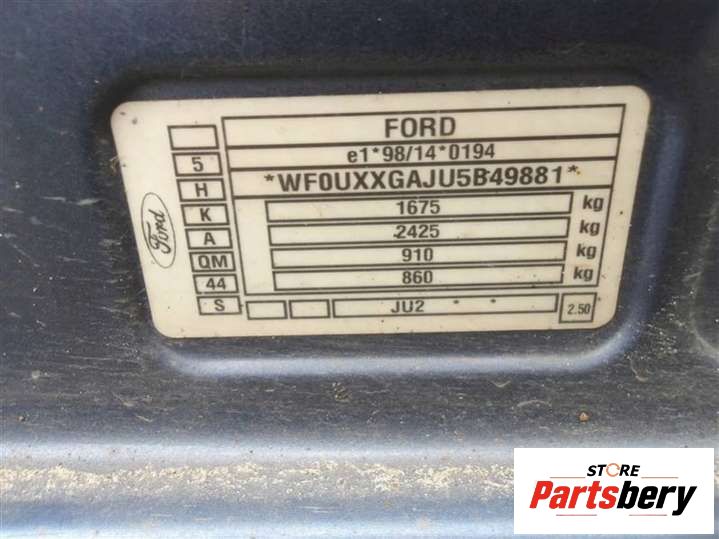 FORD
e1*98/14*0194
5
*WF0UXXGAJU5B49881*
H
K
1675 kg
A
2425 kg
QM
910 kg
44
860 kg
S
JU2 * *
2.50
Ford
STORE
Partsbery